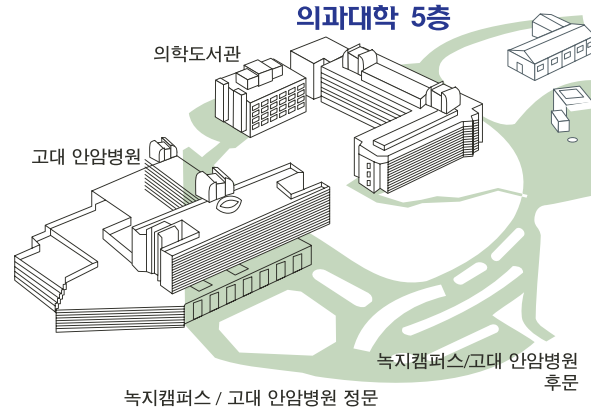 의과대학 5층
의학도서관
고대 안암병원
녹지캠퍼스/고대 안암병원
후문
녹지캠퍼스 / 고대 안암병원 정문